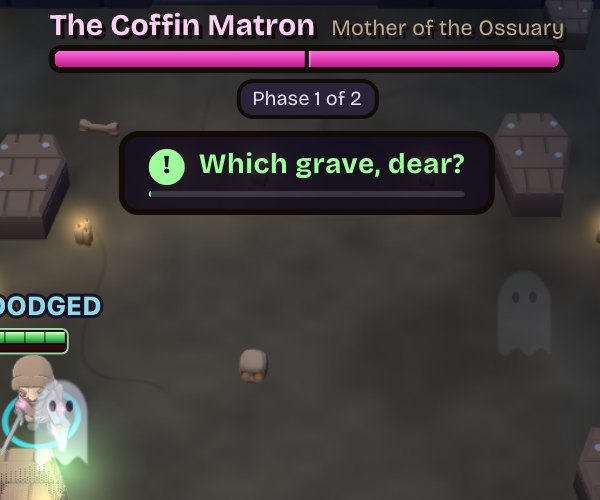 The Coffin Matron Mother of the Ossuary
Phase 1 of 2
! Which grave, dear?
DODGED